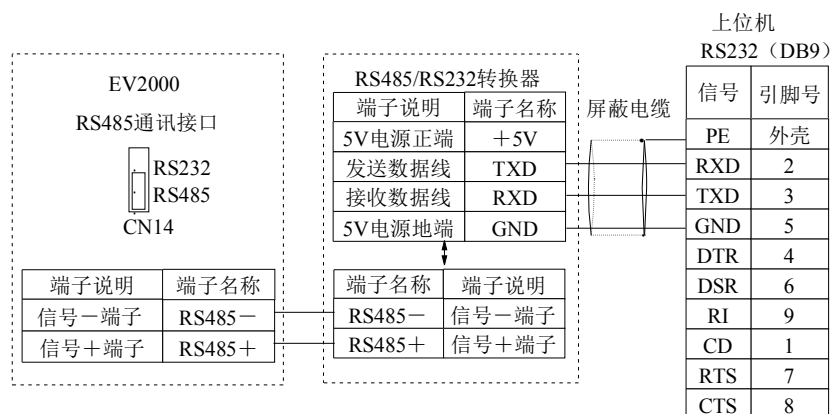 上位机
RS232（DB9）
EV2000
RS485通讯接口
RS232
RS485
CN14
端子说明 端子名称
信号－端子 RS485－
信号＋端子 RS485＋
RS485/RS232转换器
端子说明 端子名称
5V电源正端 ＋5V
发送数据线 TXD
接收数据线 RXD
5V电源地端 GND
端子名称 端子说明
RS485－ 信号－端子
RS485＋ 信号＋端子
屏蔽电缆
信号 引脚号
PE 外壳
RXD 2
TXD 3
GND 5
DTR 4
DSR 6
RI 9
CD 1
RTS 7
CTS 8